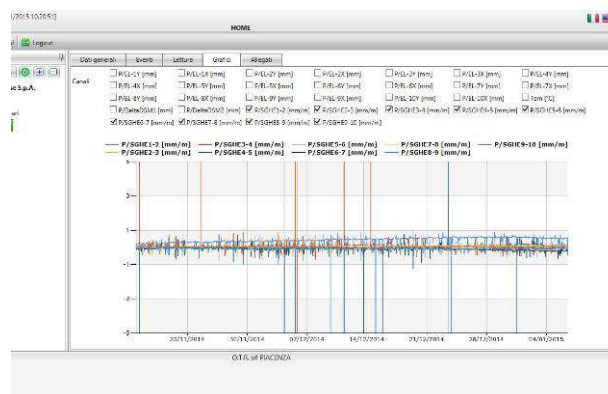 /2015 10:20:51]
HOME
Logout
Dati generali Eventi Letture Grafici Allegati
Canali
P/EL-1Y [mm] P/EL-1X [mm] P/EL-2Y [mm] P/EL-2X [mm] P/EL-3Y [mm] P/EL-3X [mm] P/EL-4Y [mm]
P/EL-4X [mm] P/EL-5Y [mm] P/EL-5X [mm] P/EL-6Y [mm] P/EL-6X [mm] P/EL-7Y [mm] P/EL-7X [mm]
P/EL-8Y [mm] P/EL-8X [mm] P/EL-9Y [mm] P/EL-9X [mm] P/EL-10Y [mm] P/EL-10X [mm] [°C]
P/DeltaDSM1 [mm] P/DeltaDSM2 [mm] P/SGHE1-2 [mm/m] P/SGHE2-3 [mm/m] P/SGHE3-4 [mm/m] P/SGHE4-5 [mm/m] P/SGHE5-6 [mm/m]
P/SGHE6-7 [mm/m] P/SGHE7-8 [mm/m] P/SGHE8-9 [mm/m] P/SGHE9-10 [mm/m]
se S.p.A.
P/SGHE1-2 [mm/m] P/SGHE3-4 [mm/m] P/SGHE5-6 [mm/m] P/SGHE7-8 [mm/m] P/SGHE9-10 [mm/m]
P/SGHE2-3 [mm/m] P/SGHE4-5 [mm/m] P/SGHE6-7 [mm/m] P/SGHE8-9 [mm/m]
5
3
1
-1
-3
-5
23/11/2014 30/11/2014 07/12/2014 14/12/2014 21/12/2014 28/12/2014 04/01/2015
O.T.R. srl PIACENZA